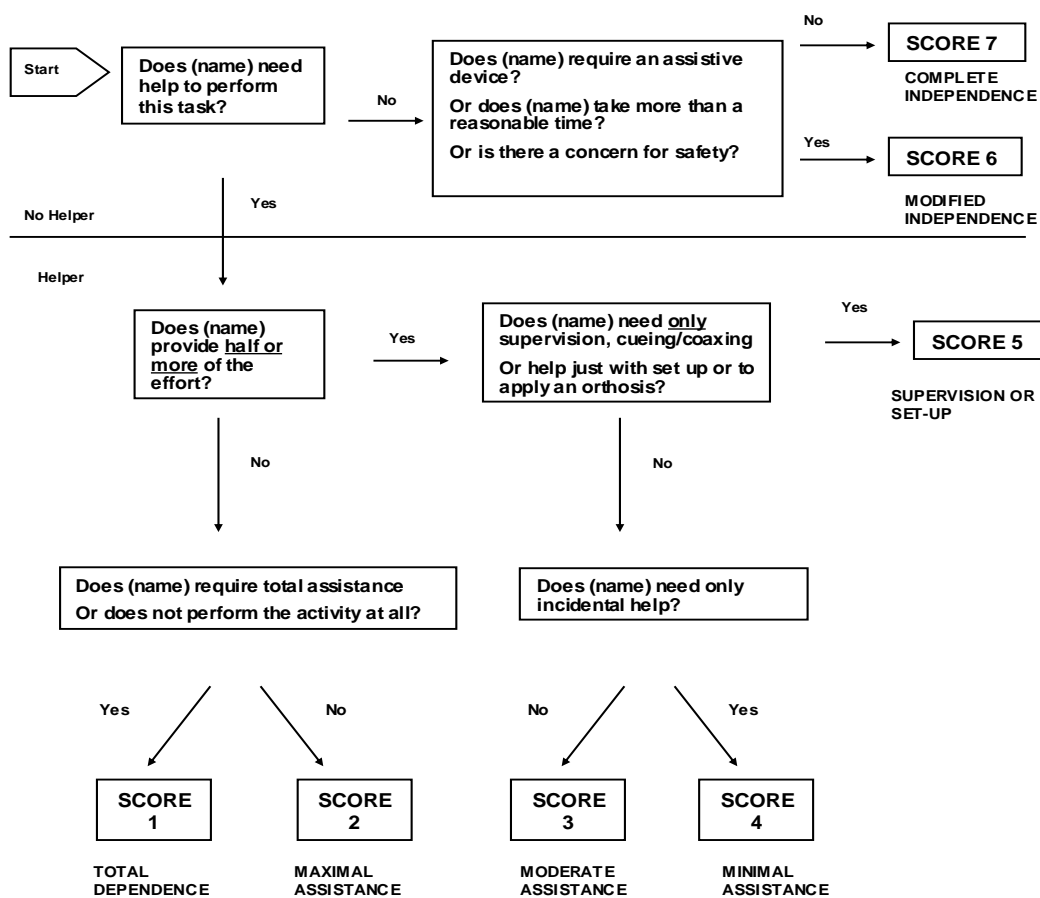 Start
Does (name) need
help to perform
this task?
No
Does (name) require an assistive
device?
Or does (name) take more than a
reasonable time?
Or is there a concern for safety?
No
SCORE 7
COMPLETE
INDEPENDENCE
Yes
SCORE 6
MODIFIED
INDEPENDENCE
Yes
No Helper
Helper
Does (name)
provide half or
more of the
effort?
Yes
Does (name) need only
supervision, cueing/coaxing
Or help just with set up or to
apply an orthosis?
Yes
SCORE 5
SUPERVISION OR
SET-UP
No
No
Does (name) require total assistance
Or does not perform the activity at all?
Does (name) need only
incidental help?
Yes
No
No
Yes
SCORE
1
SCORE
2
SCORE
3
SCORE
4
TOTAL
DEPENDENCE
MAXIMAL
ASSISTANCE
MODERATE
ASSISTANCE
MINIMAL
ASSISTANCE